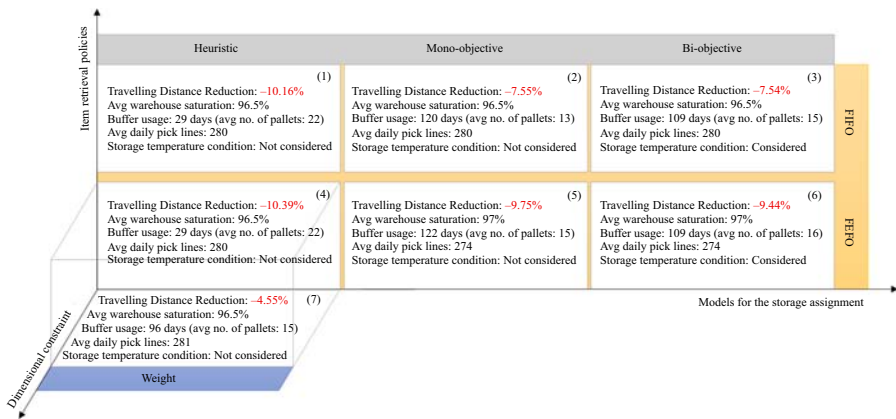 Item retrieval policies
Heuristic
Mono-objective
Bi-objective
(1)
Travelling Distance Reduction: –10.16%
Avg warehouse saturation: 96.5%
Buffer usage: 29 days (avg no. of pallets: 22)
Avg daily pick lines: 280
Storage temperature condition: Not considered
(2)
Travelling Distance Reduction: –7.55%
Avg warehouse saturation: 96.5%
Buffer usage: 120 days (avg no. of pallets: 13)
Avg daily pick lines: 280
Storage temperature condition: Not considered
(3)
Travelling Distance Reduction: –7.54%
Avg warehouse saturation: 96.5%
Buffer usage: 109 days (avg no. of pallets: 15)
Avg daily pick lines: 280
Storage temperature condition: Considered
FIFO
(4)
Travelling Distance Reduction: –10.39%
Avg warehouse saturation: 96.5%
Buffer usage: 29 days (avg no. of pallets: 22)
Avg daily pick lines: 280
Storage temperature condition: Not considered
(5)
Travelling Distance Reduction: –9.75%
Avg warehouse saturation: 97%
Buffer usage: 122 days (avg no. of pallets: 15)
Avg daily pick lines: 274
Storage temperature condition: Not considered
(6)
Travelling Distance Reduction: –9.44%
Avg warehouse saturation: 97%
Buffer usage: 109 days (avg no. of pallets: 16)
Avg daily pick lines: 274
Storage temperature condition: Considered
FEFO
(7)
Travelling Distance Reduction: –4.55%
Avg warehouse saturation: 96.5%
Buffer usage: 96 days (avg no. of pallets: 15)
Avg daily pick lines: 281
Storage temperature condition: Not considered
Models for the storage assignment
Dimensional constraint
Weight